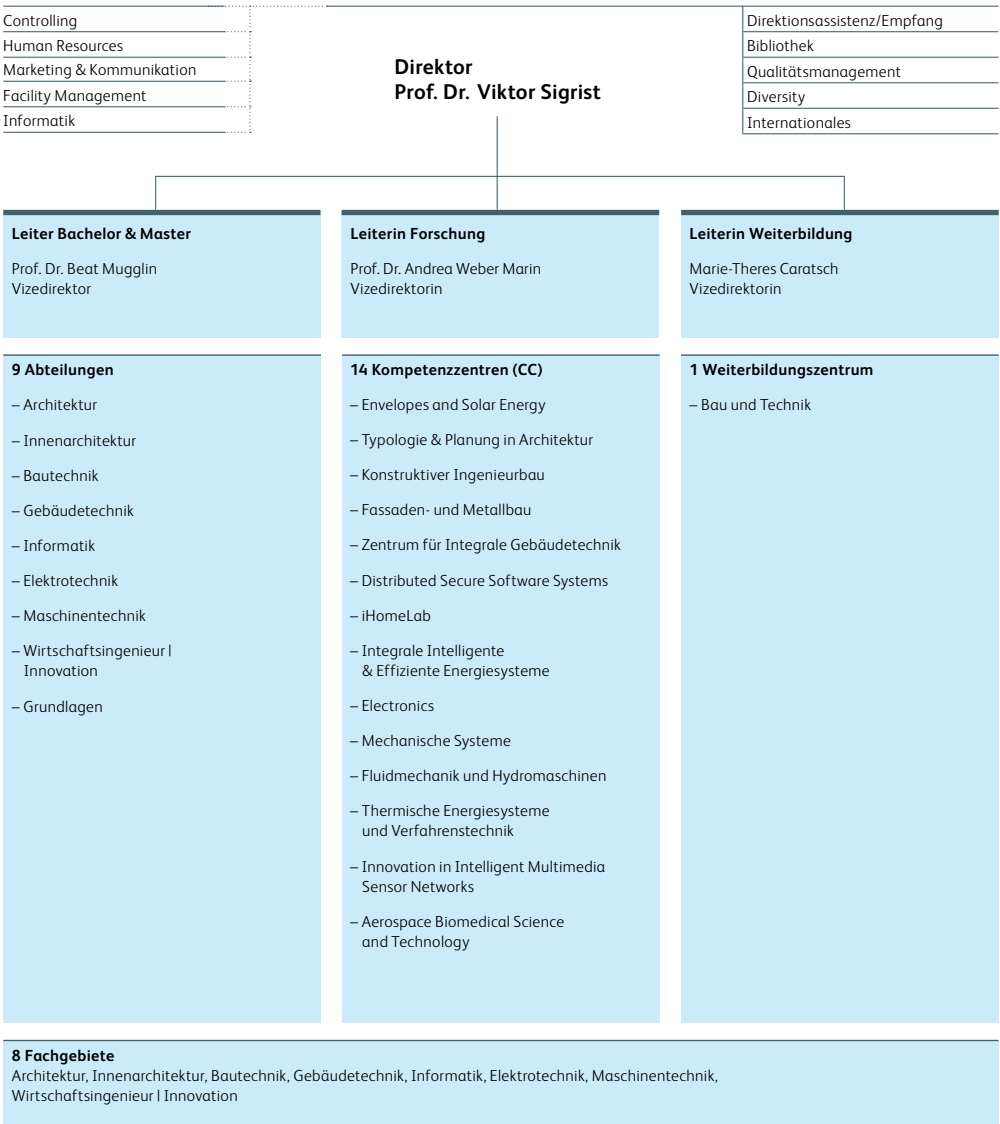 Controlling
Human Resources
Marketing & Kommunikation
Facility Management
Informatik
Direktor
Prof. Dr. Viktor Sigrist
Direktionsassistenz/Empfang
Bibliothek
Qualitätsmanagement
Diversity
Internationales
Leiter Bachelor & Master
Prof. Dr. Beat Mugglin
Vizedirektor
Leiterin Forschung
Prof. Dr. Andrea Weber Marin
Vizedirektorin
Leiterin Weiterbildung
Marie-Theres Caratsch
Vizedirektorin
9 Abteilungen
– Architektur
– Innenarchitektur
– Bautechnik
– Gebäudetechnik
– Informatik
– Elektrotechnik
– Maschinentechnik
– Wirtschaftsingenieur |
Innovation
– Grundlagen
14 Kompetenzzentren (CC)
– Envelopes and Solar Energy
– Typologie & Planung in Architektur
– Konstruktiver Ingenieurbau
– Fassaden- und Metallbau
– Zentrum für Integrale Gebäudetechnik
– Distributed Secure Software Systems
– iHomeLab
– Integrale Intelligente
& Effiziente Energiesysteme
– Electronics
– Mechanische Systeme
– Fluidmechanik und Hydromaschinen
– Thermische Energiesysteme
und Verfahrenstechnik
– Innovation in Intelligent Multimedia
Sensor Networks
– Aerospace Biomedical Science
and Technology
1 Weiterbildungszentrum
– Bau und Technik
8 Fachgebiete
Architektur, Innenarchitektur, Bautechnik, Gebäudetechnik, Informatik, Elektrotechnik, Maschinentechnik,
Wirtschaftsingenieur | Innovation